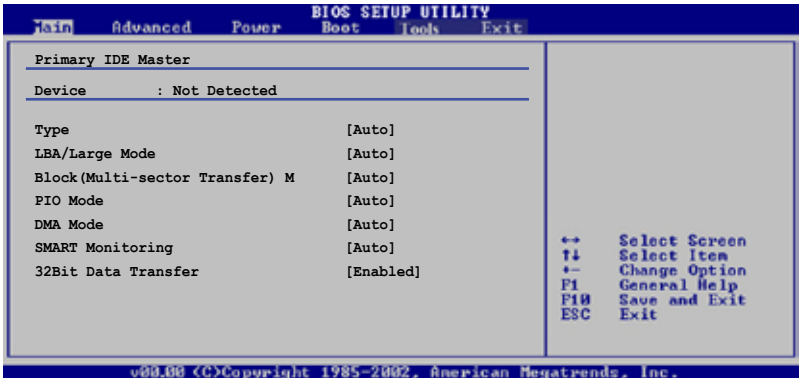 BIOS SETUP UTILITY
Main Advanced Power Boot Tools Exit
Primary IDE Master
Device : Not Detected
Type [Auto]
LBA/Large Mode [Auto]
Block(Multi-sector Transfer) M [Auto]
PIO Mode [Auto]
DMA Mode [Auto]
SMART Monitoring [Auto]
32Bit Data Transfer [Enabled]
↔ Select Screen
↑↓ Select Item
+- Change Option
F1 General Help
F10 Save and Exit
ESC Exit
v00.00 (C)Copyright 1985-2002, American Megatrends, Inc.